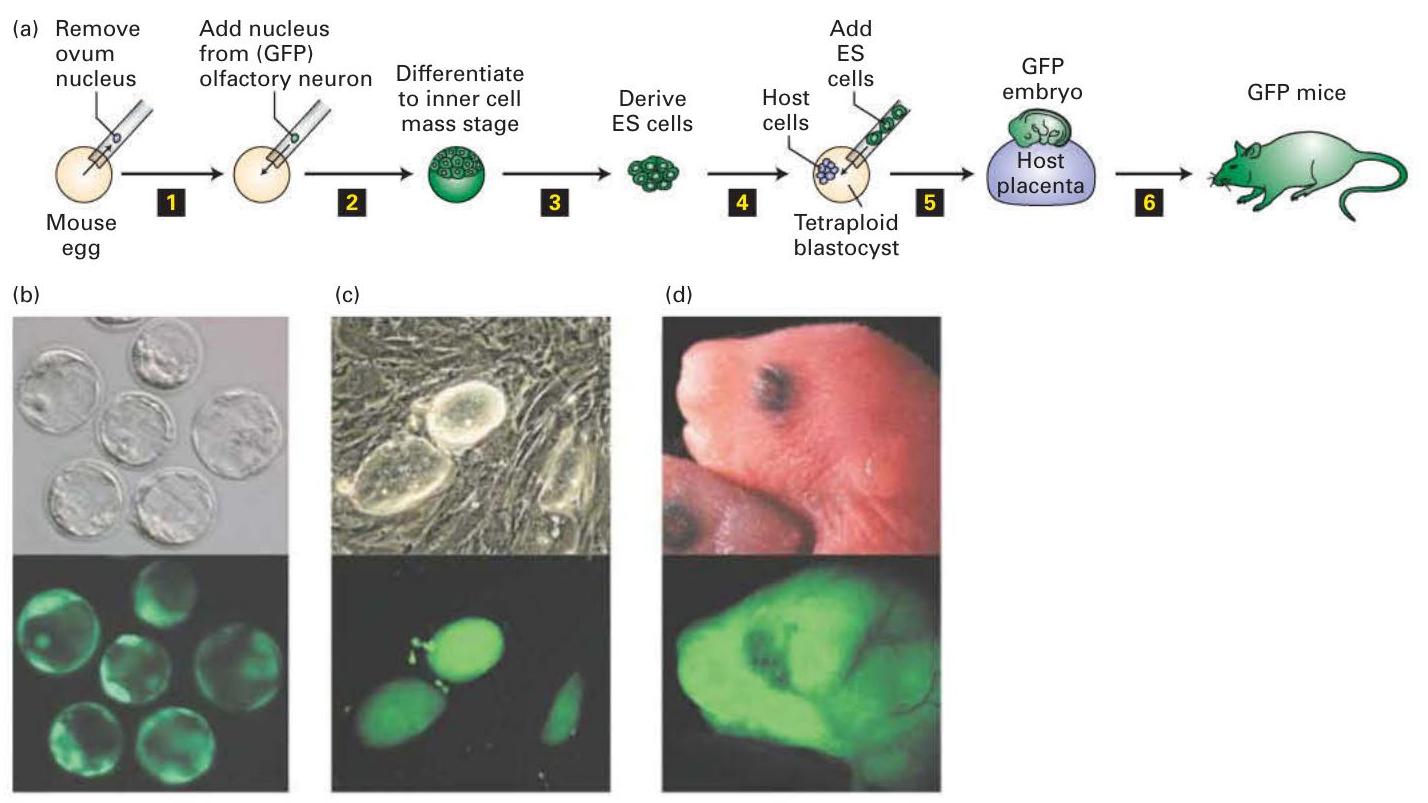 (a)
Remove
ovum
nucleus
Add nucleus
from (GFP)
olfactory neuron
Differentiate
to inner cell
mass stage
Derive
ES cells
Host
cells
Add
ES
cells
GFP
embryo
GFP mice
Host
placenta
1
2
3
4
5
6
Mouse
egg
Tetraploid
blastocyst
(b)
(c)
(d)